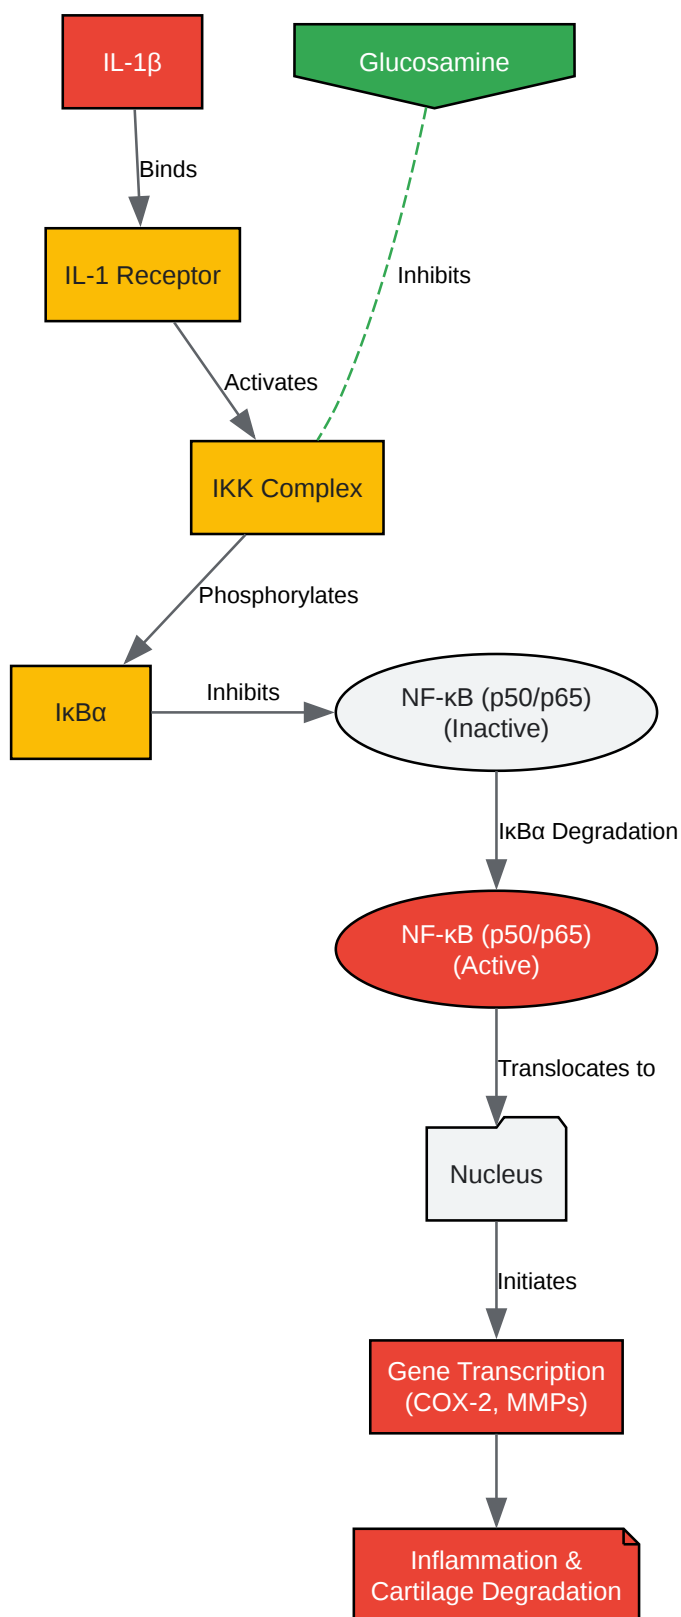 IL-1β
Glucosamine
Binds
IL-1 Receptor
Inhibits
Activates
IKK Complex
Phosphorylates
IκBα
Inhibits
NF-κB (p50/p65)
(Inactive)
IκBα Degradation
NF-κB (p50/p65)
(Active)
Translocates to
Nucleus
Initiates
Gene Transcription
(COX-2, MMPs)
Inflammation &
Cartilage Degradation